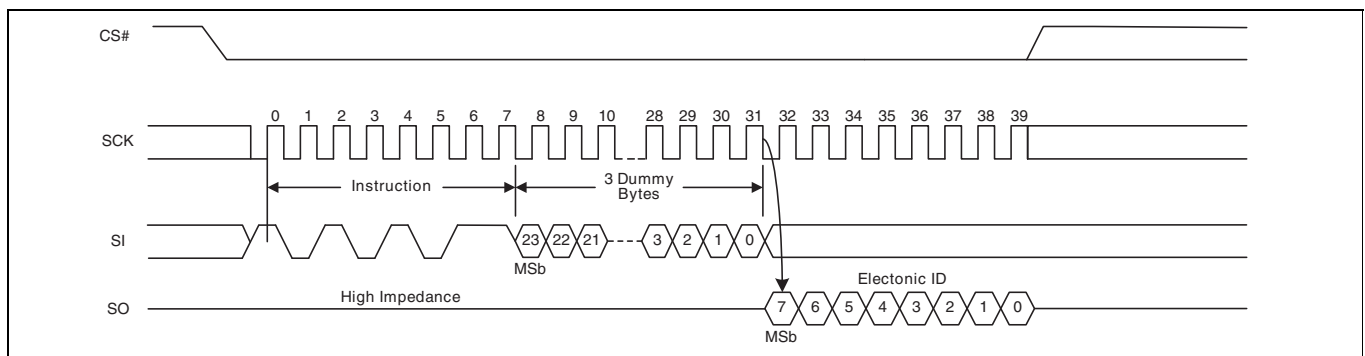 CS#
0 1 2 3 4 5 6 7 8 9 10 28 29 30 31 32 33 34 35 36 37 38 39
SCK
Instruction
3 Dummy
Bytes
SI
23 22 21 3 2 1 0
MSb
Electonic ID
High Impedance
SO
7 6 5 4 3 2 1 0
MSb